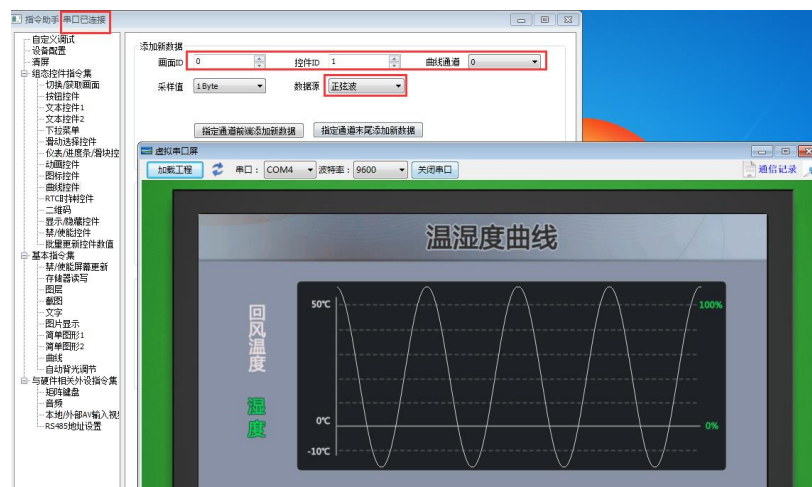 指令助手 串口已连接
自定义调试
设备配置
清屏
组态控件指令集
切换/获取画面
按钮控件
文本控件1
文本控件2
下拉菜单
滑动选择控件
仪表/进度条/滑块控
动画控件
图标控件
曲线控件
RTC时钟控件
二维码
显示/隐藏控件
禁/使能控件
批量更新控件数值
基本指令集
禁/使能屏幕更新
存储器读写
图层
截图
文字
图片显示
简单图形1
简单图形2
曲线
自动背光调节
与硬件相关外设指令集
矩阵键盘
音频
本地/外部AV输入视
RS485地址设置
添加新数据
画面ID 0 控件ID 1 曲线通道 0
采样值 1Byte 数据源 正弦波
指定通道前端添加新数据 指定通道末尾添加新数据
虚拟串口屏
加载工程 串口： COM4 波特率： 9600 关闭串口 通信记录
温湿度曲线
回风温度
湿度
50℃ 100%
0℃ 0%
-10℃